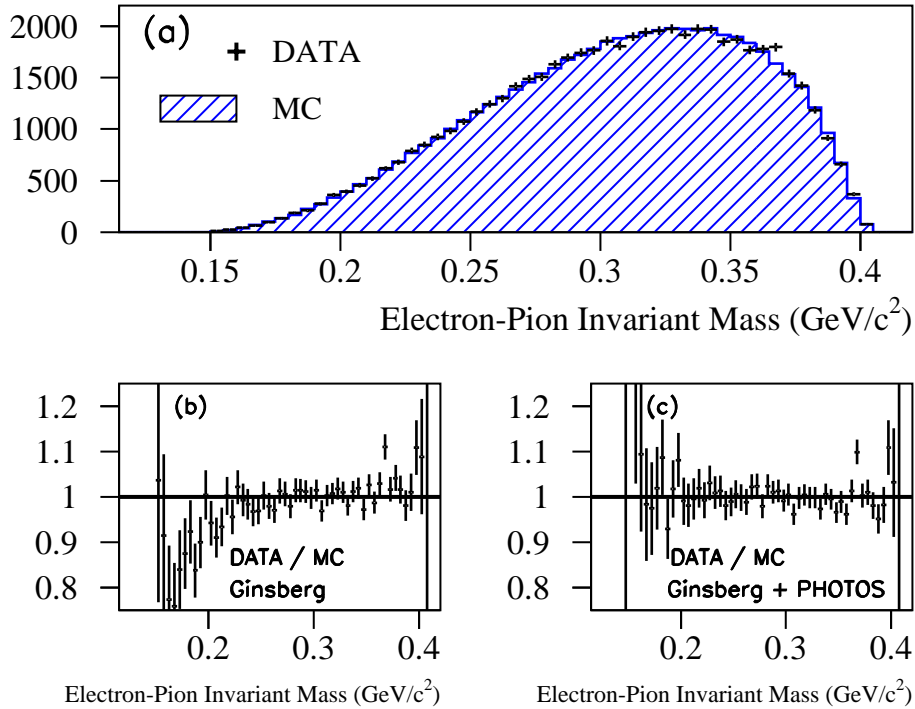 2000
1500
1000
500
0
(a)
DATA
MC
0.15 0.2 0.25 0.3 0.35 0.4
Electron-Pion Invariant Mass (GeV/c²)
1.2
1.1
1
0.9
0.8
(b)
DATA / MC
Ginsberg
0.2 0.3 0.4
Electron-Pion Invariant Mass (GeV/c²)
1.2
1.1
1
0.9
0.8
(c)
DATA / MC
Ginsberg + PHOTOS
0.2 0.3 0.4
Electron-Pion Invariant Mass (GeV/c²)